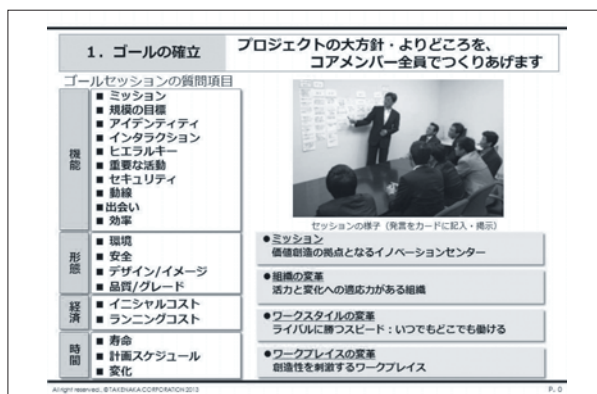 1．ゴールの確立
プロジェクトの大方針・よりどころを、
コアメンバー全員でつくりあげます
ゴールセッションの質問項目
機能
■ ミッション
■ 規模の目標
■ アイデンティティ
■ インタラクション
■ ヒエラルキー
■ 重要な活動
■ セキュリティ
■ 動線
■出会い
■ 効率
形態
■ 環境
■ 安全
■ デザイン/イメージ
■ 品質/グレード
経済
■ イニシャルコスト
■ ランニングコスト
時間
■ 寿命
■ 計画スケジュール
■ 変化
セッションの様子（発言をカードに記入・掲示）
●ミッション
価値創造の拠点となるイノベーションセンター
●組織の変革
活力と変化への適応力がある組織
●ワークスタイルの変革
ライバルに勝つスピード：いつでもどこでも働ける
●ワークプレイスの変革
創造性を刺激するワークプレイス
All right reserved, ©TAKENAKA CORPORATION 2013
P. 0